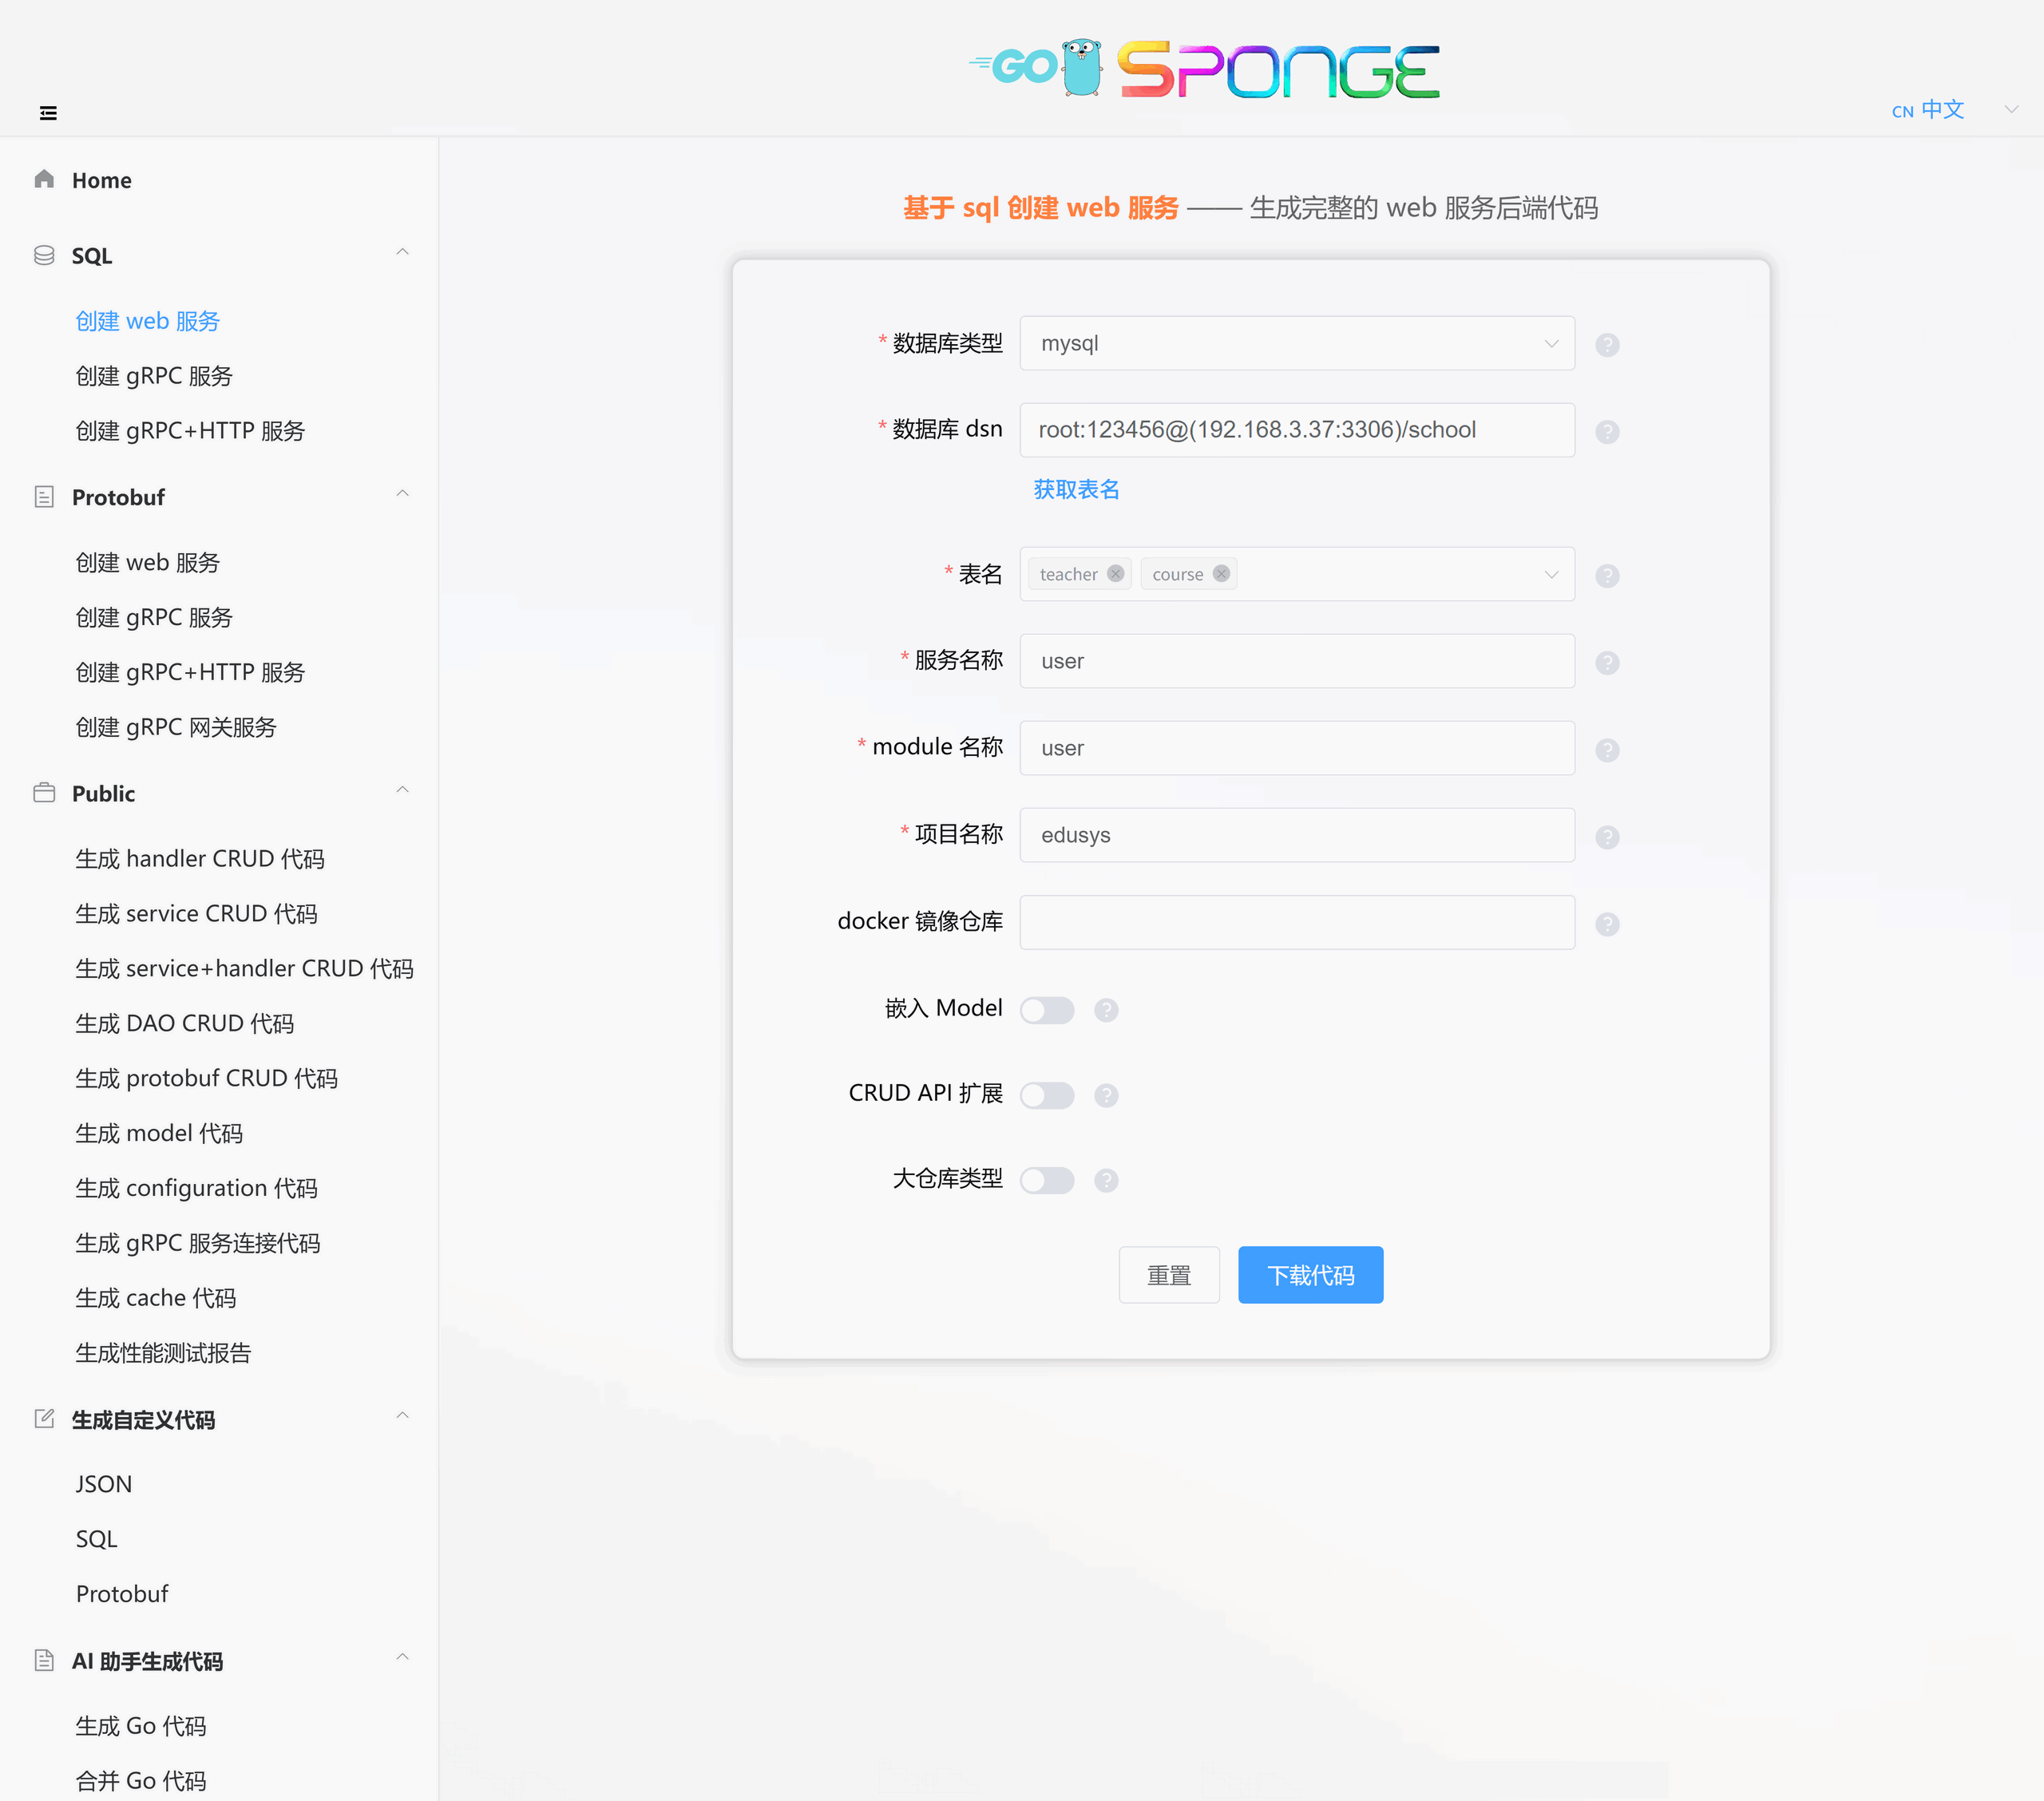 GO SPONGE
CN 中文
Home
SQL
创建 web 服务
创建 gRPC 服务
创建 gRPC+HTTP 服务
Protobuf
创建 web 服务
创建 gRPC 服务
创建 gRPC+HTTP 服务
创建 gRPC 网关服务
Public
生成 handler CRUD 代码
生成 service CRUD 代码
生成 service+handler CRUD 代码
生成 DAO CRUD 代码
生成 protobuf CRUD 代码
生成 model 代码
生成 configuration 代码
生成 gRPC 服务连接代码
生成 cache 代码
生成性能测试报告
生成自定义代码
JSON
SQL
Protobuf
AI 助手生成代码
生成 Go 代码
合并 Go 代码
基于 sql 创建 web 服务 —— 生成完整的 web 服务后端代码
* 数据库类型 mysql ?
* 数据库 dsn root:123456@(192.168.3.37:3306)/school ?
获取表名
* 表名 teacher course ?
* 服务名称 user ?
* module 名称 user ?
* 项目名称 edusys ?
docker 镜像仓库 ?
嵌入 Model ?
CRUD API 扩展 ?
大仓库类型 ?
重置 下载代码